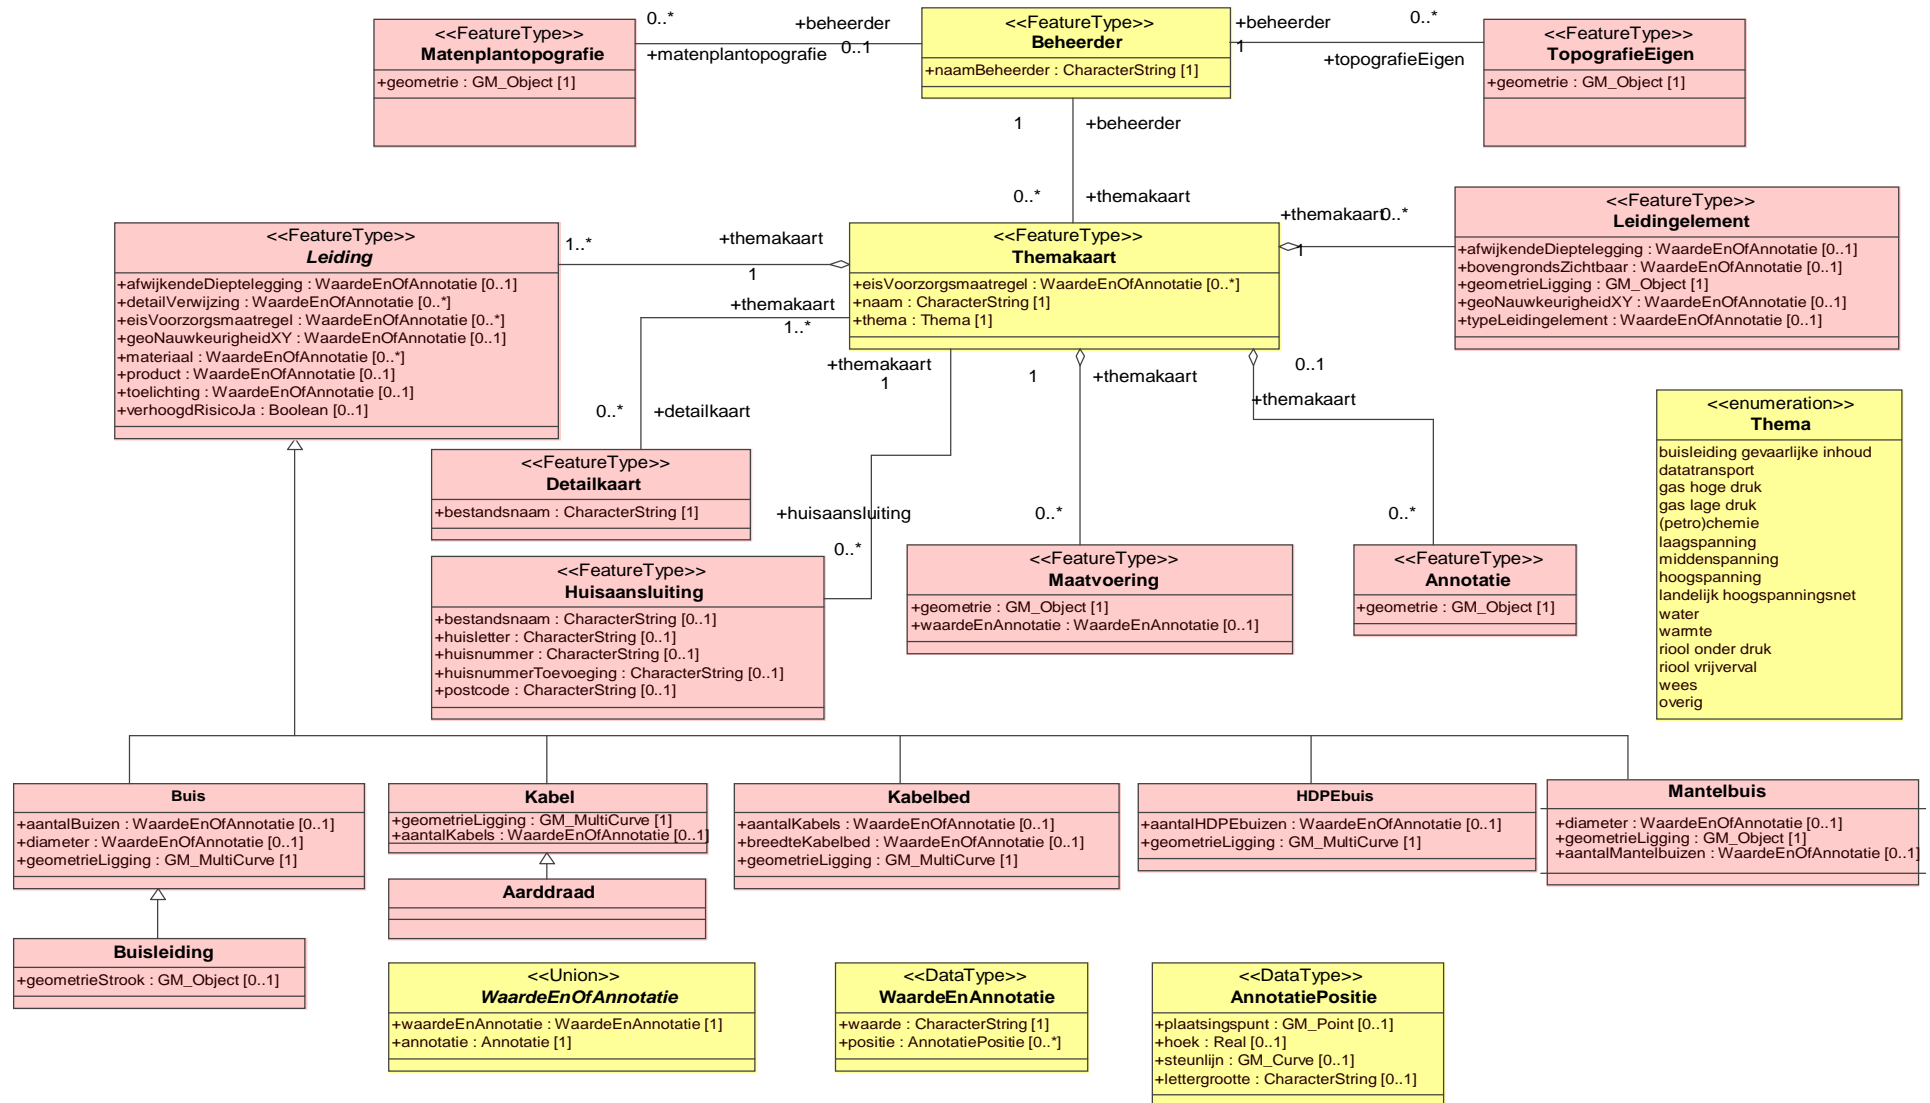 <<FeatureType>>
Matenplantopografie
+geometrie : GM_Object [1]
0..*
+matenplantopografie
+beheerder
0..1
<<FeatureType>>
Beheerder
+naamBeheerder : CharacterString [1]
+beheerder
1
0..*
+topografieEigen
<<FeatureType>>
TopografieEigen
+geometrie : GM_Object [1]
1
+beheerder
0..*
+themakaart
<<FeatureType>>
Leiding
+afwijkendeDieptelegging : WaardeEnOfAnnotatie [0..1]
+detailVerwijzing : WaardeEnOfAnnotatie [0..*]
+eisVoorzorgsmaatregel : WaardeEnOfAnnotatie [0..*]
+geoNauwkeurigheidXY : WaardeEnOfAnnotatie [0..1]
+materiaal : WaardeEnOfAnnotatie [0..*]
+product : WaardeEnOfAnnotatie [0..1]
+toelichting : WaardeEnOfAnnotatie [0..1]
+verhoogdRisicoJa : Boolean [0..1]
1..*
+themakaart
1
+themakaart
1..*
<<FeatureType>>
Themakaart
+eisVoorzorgsmaatregel : WaardeEnOfAnnotatie [0..*]
+naam : CharacterString [1]
+thema : Thema [1]
+themakaart
0..*
1
<<FeatureType>>
Leidingelement
+afwijkendeDieptelegging : WaardeEnOfAnnotatie [0..1]
+bovengrondsZichtbaar : WaardeEnOfAnnotatie [0..1]
+geometrieLigging : GM_Object [1]
+geoNauwkeurigheidXY : WaardeEnOfAnnotatie [0..1]
+typeLeidingelement : WaardeEnOfAnnotatie [0..1]
+themakaart
1
1
+themakaart
0..1
+themakaart
0..*
+detailkaart
<<FeatureType>>
Detailkaart
+bestandsnaam : CharacterString [1]
+huisaansluiting
0..*
0..*
0..*
<<FeatureType>>
Huisaansluiting
+bestandsnaam : CharacterString [0..1]
+huisletter : CharacterString [0..1]
+huisnummer : CharacterString [0..1]
+huisnummerToevoeging : CharacterString [0..1]
+postcode : CharacterString [0..1]
<<FeatureType>>
Maatvoering
+geometrie : GM_Object [1]
+waardeEnAnnotatie : WaardeEnAnnotatie [0..1]
<<FeatureType>>
Annotatie
+geometrie : GM_Object [1]
<<enumeration>>
Thema
buisleiding gevaarlijke inhoud
datatransport
gas hoge druk
gas lage druk
(petro)chemie
laagspanning
middenspanning
hoogspanning
landelijk hoogspanningsnet
water
warmte
riool onder druk
riool vrijverval
wees
overig
Buis
+aantalBuizen : WaardeEnOfAnnotatie [0..1]
+diameter : WaardeEnOfAnnotatie [0..1]
+geometrieLigging : GM_MultiCurve [1]
Kabel
+geometrieLigging : GM_MultiCurve [1]
+aantalKabels : WaardeEnOfAnnotatie [0..1]
Kabelbed
+aantalKabels : WaardeEnOfAnnotatie [0..1]
+breedteKabelbed : WaardeEnOfAnnotatie [0..1]
+geometrieLigging : GM_MultiCurve [1]
HDPEbuis
+aantalHDPEbuizen : WaardeEnOfAnnotatie [0..1]
+geometrieLigging : GM_MultiCurve [1]
Mantelbuis
+diameter : WaardeEnOfAnnotatie [0..1]
+geometrieLigging : GM_Object [1]
+aantalMantelbuizen : WaardeEnOfAnnotatie [0..1]
Aarddraad
Buisleiding
+geometrieStrook : GM_Object [0..1]
<<Union>>
WaardeEnOfAnnotatie
+waardeEnAnnotatie : WaardeEnAnnotatie [1]
+annotatie : Annotatie [1]
<<DataType>>
WaardeEnAnnotatie
+waarde : CharacterString [1]
+positie : AnnotatiePositie [0..*]
<<DataType>>
AnnotatiePositie
+plaatsingspunt : GM_Point [0..1]
+hoek : Real [0..1]
+steunlijn : GM_Curve [0..1]
+lettergrootte : CharacterString [0..1]